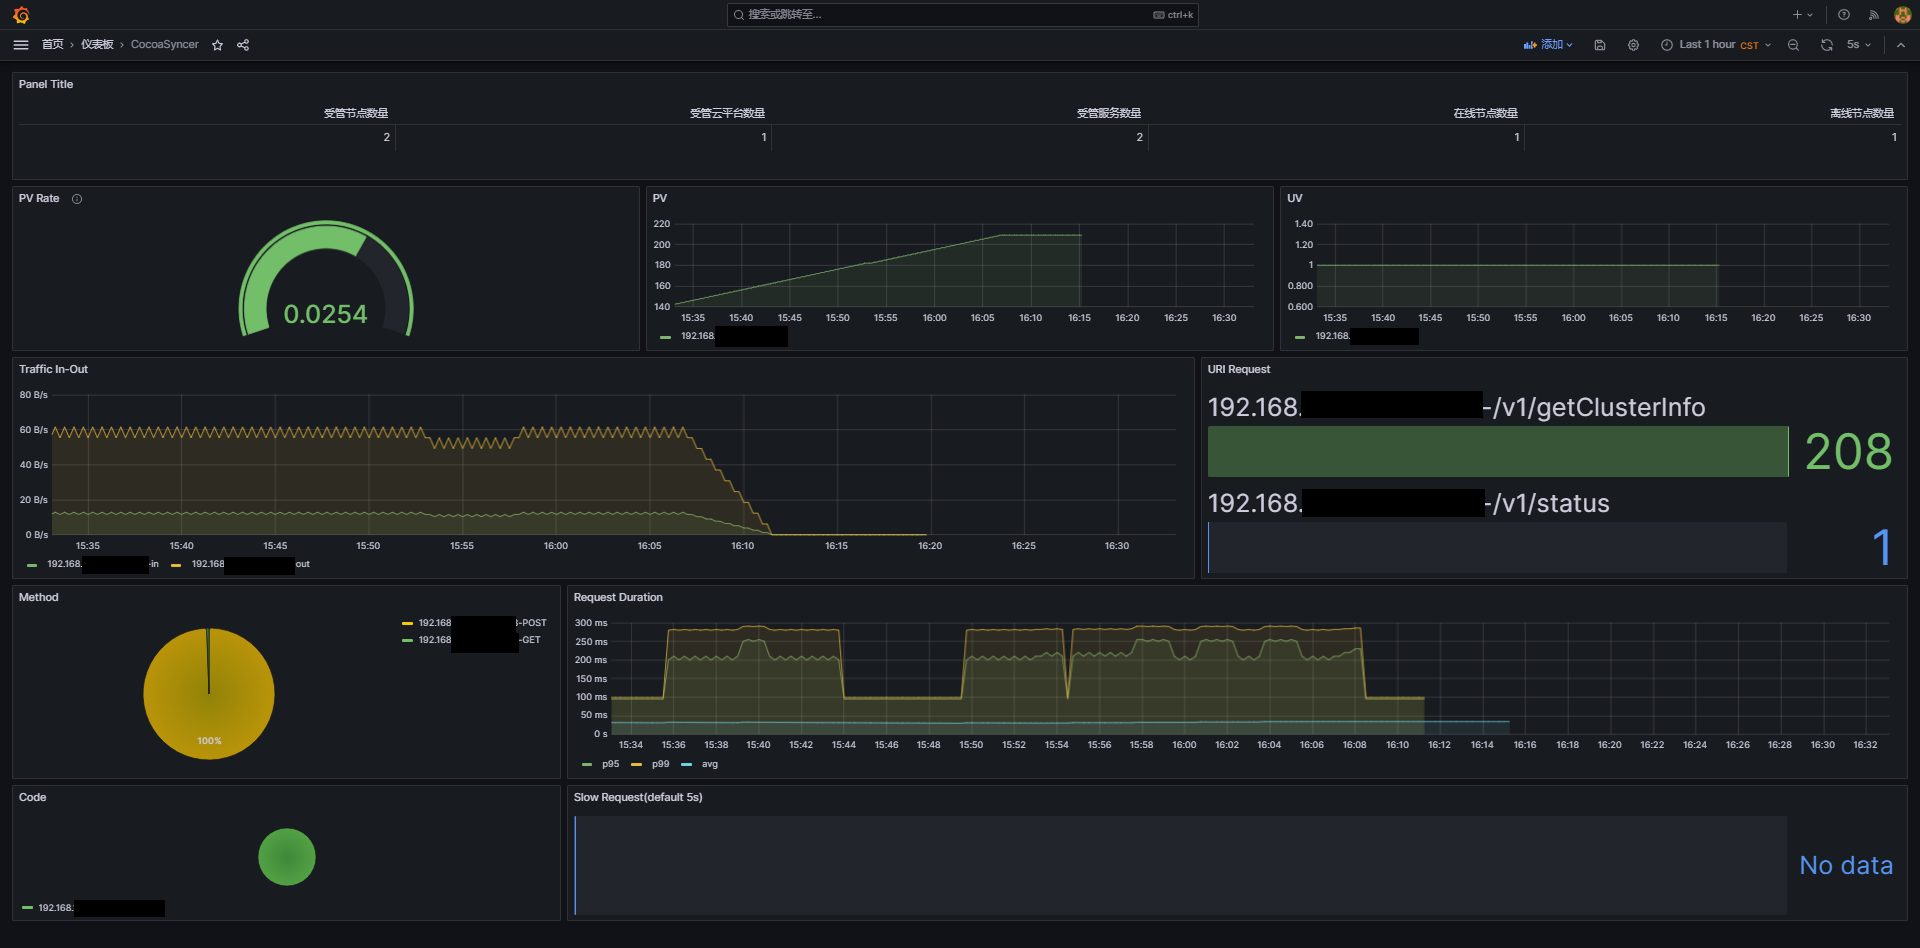 搜索或跳转至...
ctrl+k
首页 › 仪表板 › CocoaSyncer
添加
Last 1 hour CST
5s
Panel Title
受管节点数量 受管云平台数量 受管服务数量 在线节点数量 离线节点数量
2 1 2 1 1
PV Rate
0.0254
PV
220
200
180
160
140
15:35 15:40 15:45 15:50 15:55 16:00 16:05 16:10 16:15 16:20 16:25 16:30
192.168.
UV
1.40
1.20
1
0.800
0.600
15:35 15:40 15:45 15:50 15:55 16:00 16:05 16:10 16:15 16:20 16:25 16:30
192.168.
Traffic In-Out
80 B/s
60 B/s
40 B/s
20 B/s
0 B/s
15:35 15:40 15:45 15:50 15:55 16:00 16:05 16:10 16:15 16:20 16:25 16:30
192.168. -in 192.168 out
URI Request
192.168. -/v1/getClusterInfo
208
192.168. -/v1/status
1
Method
192.168 -POST
192.168 -GET
100%
Request Duration
300 ms
250 ms
200 ms
150 ms
100 ms
50 ms
0 s
15:34 15:36 15:38 15:40 15:42 15:44 15:46 15:48 15:50 15:52 15:54 15:56 15:58 16:00 16:02 16:04 16:06 16:08 16:10 16:12 16:14 16:16 16:18 16:20 16:22 16:24 16:26 16:28 16:30 16:32
p95 p99 avg
Code
192.168.
Slow Request(default 5s)
No data